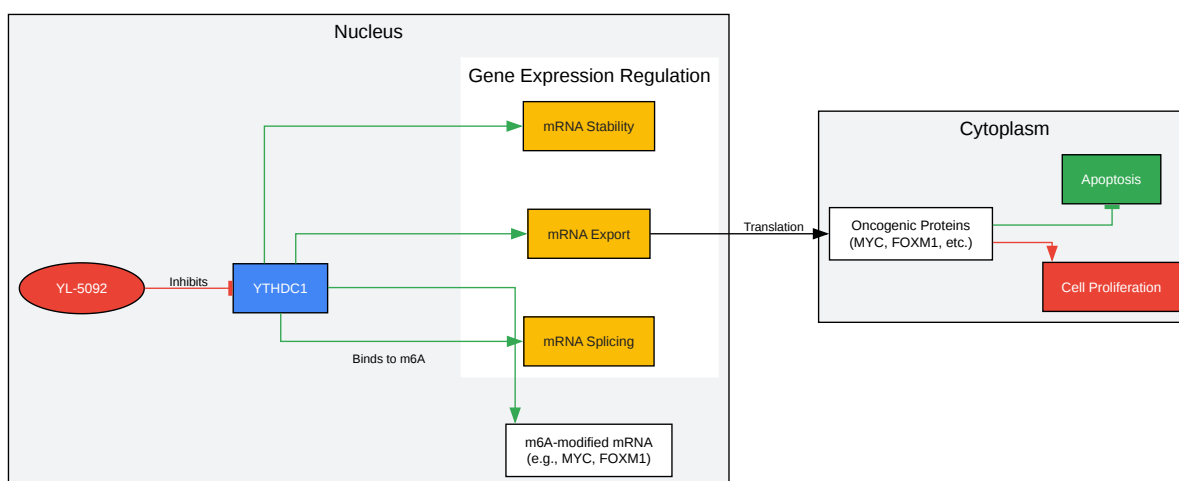 Nucleus
Gene Expression Regulation
mRNA Stability
Cytoplasm
Apoptosis
mRNA Export
Translation
Oncogenic Proteins
(MYC, FOXM1, etc.)
YL-5092
Inhibits
YTHDC1
Cell Proliferation
mRNA Splicing
Binds to m6A
m6A-modified mRNA
(e.g., MYC, FOXM1)